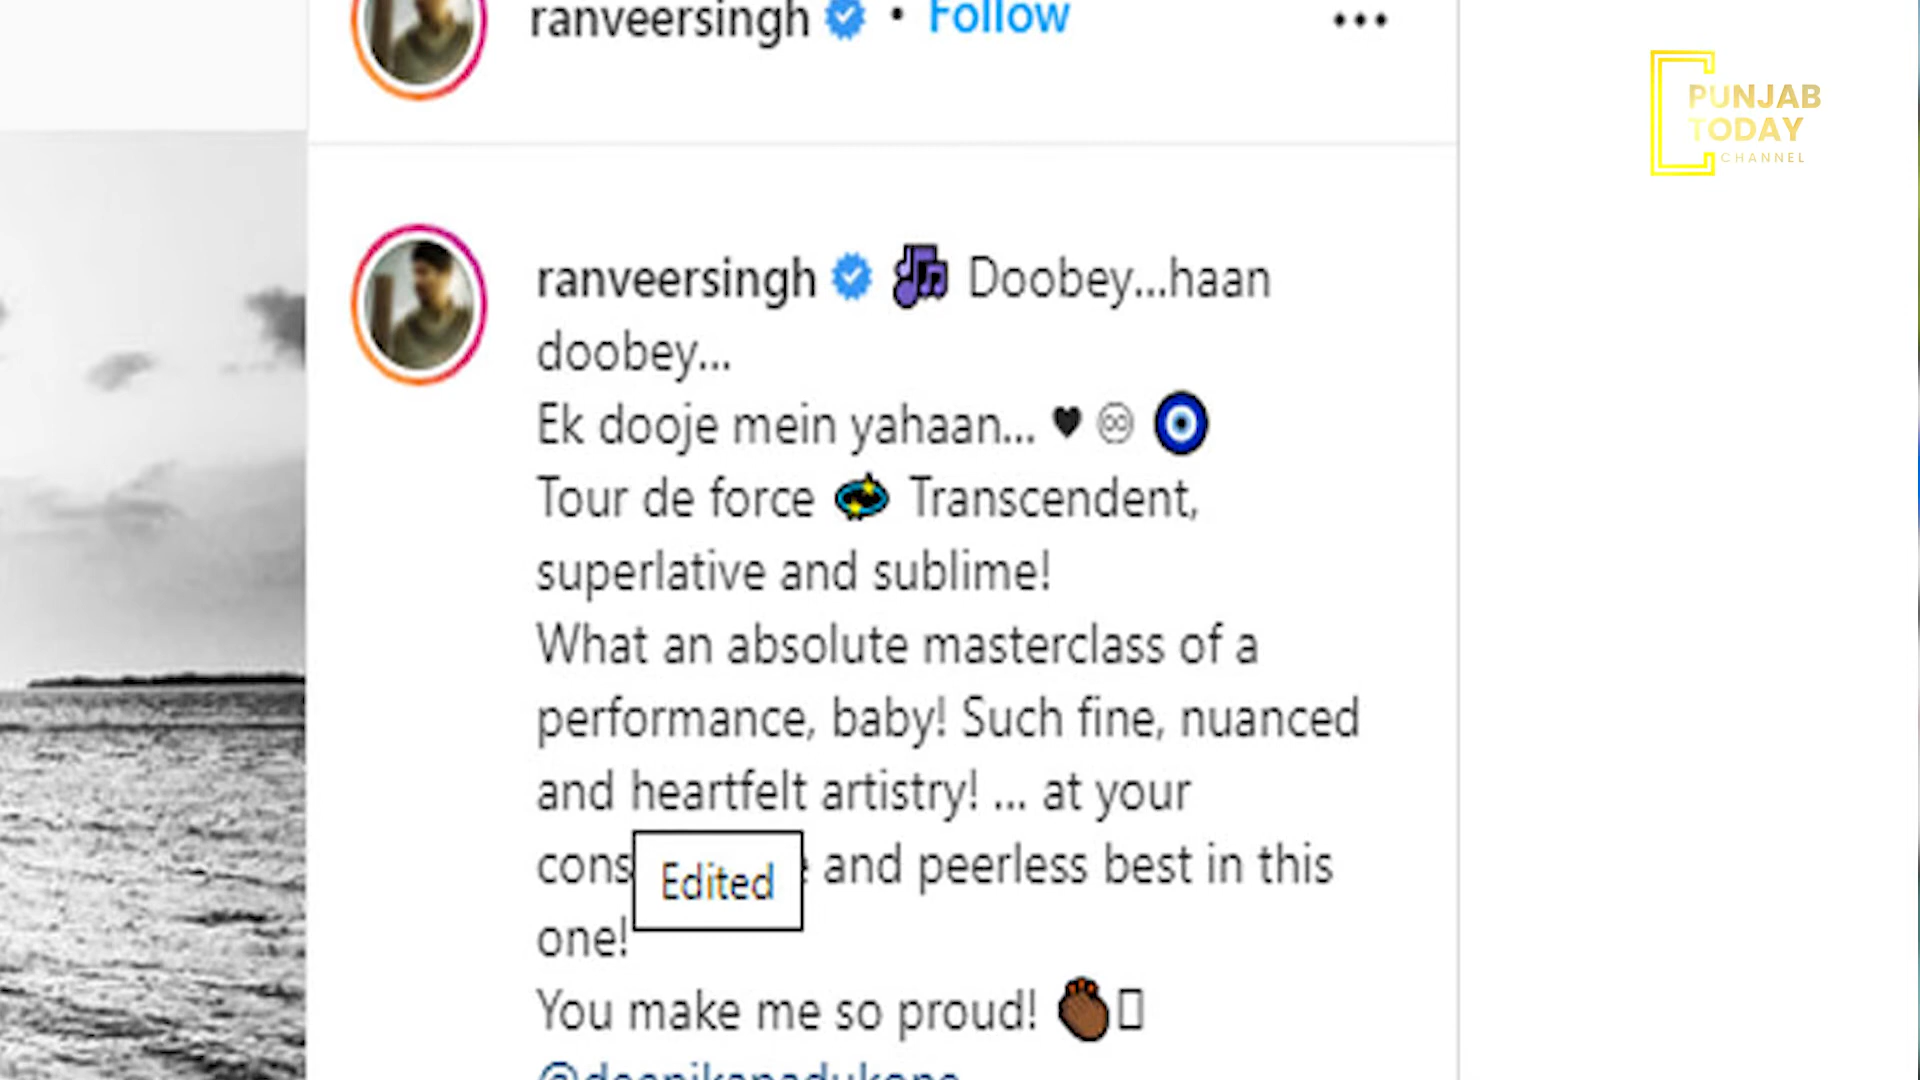 ranveersingh • Follow
PUNJAB
TODAY
CHANNEL
ranveersingh Doobey...haan
doobey...
Ek dooje mein yahaan... ♥ ♾ 🧿
Tour de force Transcendent,
superlative and sublime!
What an absolute masterclass of a
performance, baby! Such fine, nuanced
and heartfelt artistry! ... at your
and peerless best in this
Edited
one!
You make me so proud!
@deepikapadukone